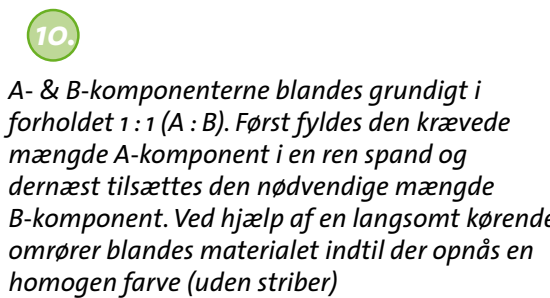 10.
A- & B-komponenterne blandes grundigt i
forholdet 1 : 1 (A : B). Først fyldes den krævede
mængde A-komponent i en ren spand og
dernæst tilsættes den nødvendige mængde
B-komponent. Ved hjælp af en langsomt kørende
omrører blandes materialet indtil der opnås en
homogen farve (uden striber)